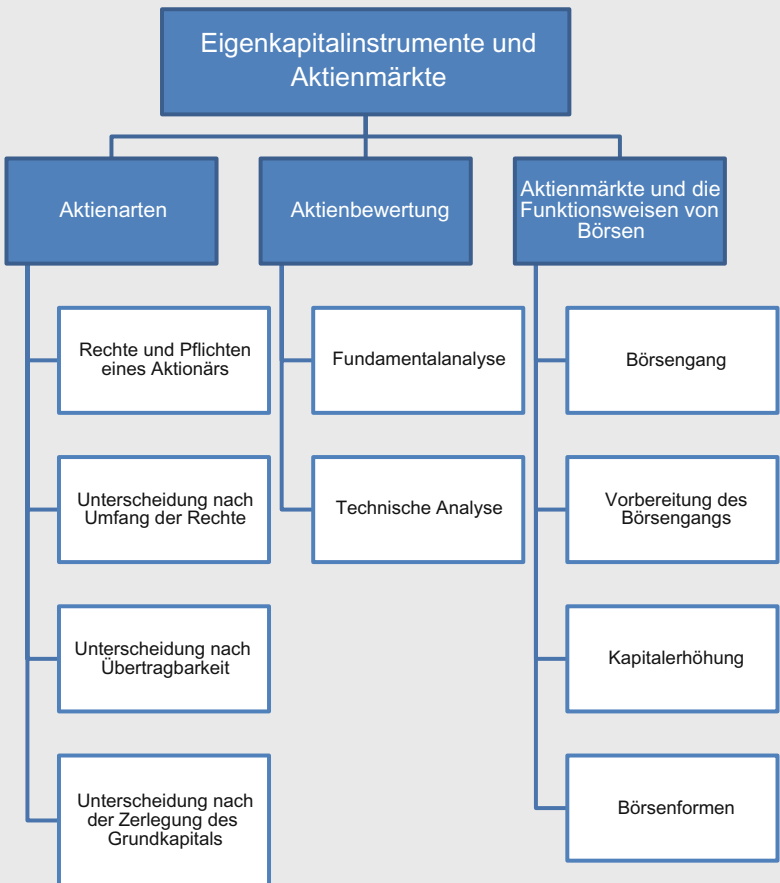 Eigenkapitalinstrumente und
Aktienmärkte
Aktienarten
Aktienbewertung
Aktienmärkte und die
Funktionsweisen von
Börsen
Rechte und Pflichten
eines Aktionärs
Unterscheidung nach
Umfang der Rechte
Unterscheidung nach
Übertragbarkeit
Unterscheidung nach
der Zerlegung des
Grundkapitals
Fundamentalanalyse
Technische Analyse
Börsengang
Vorbereitung des
Börsengangs
Kapitalerhöhung
Börsenformen